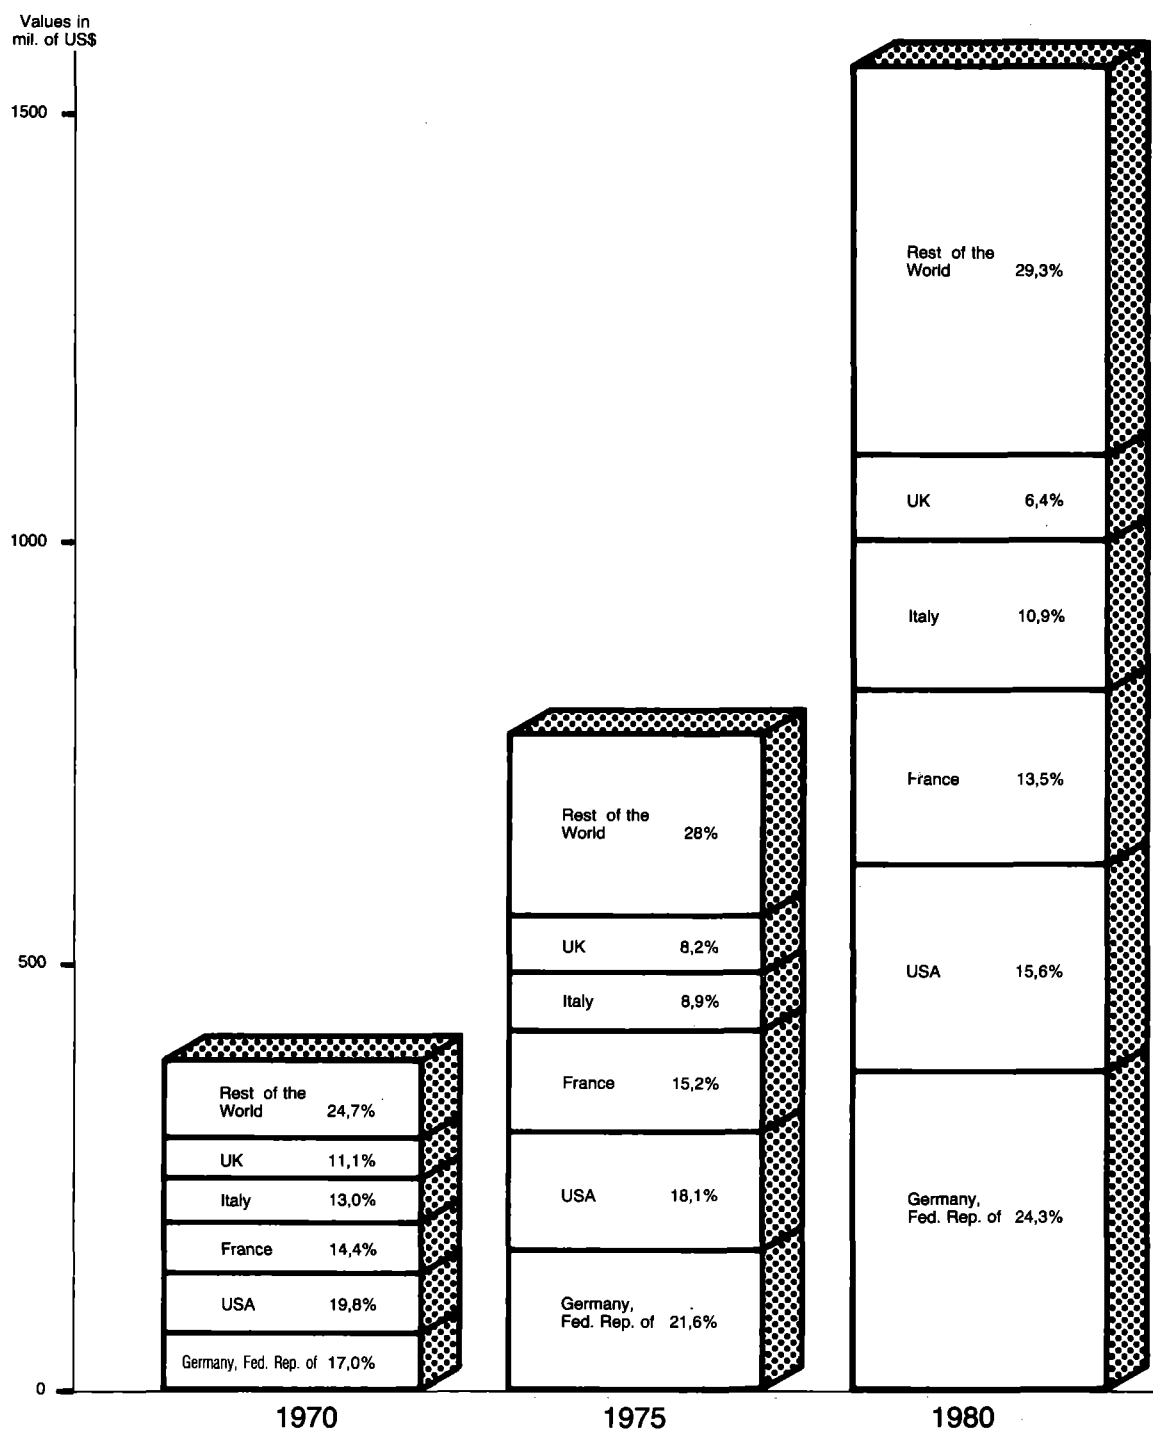 Values in
mil. of US$
1500
1000
500
0
Rest of the
World 24,7%
UK 11,1%
Italy 13,0%
France 14,4%
USA 19,8%
Germany, Fed. Rep. of 17,0%
1970
Rest of the
World 28%
UK 8,2%
Italy 8,9%
France 15,2%
USA 18,1%
Germany,
Fed. Rep. of 21,6%
1975
Rest of the
World 29,3%
UK 6,4%
Italy 10,9%
France 13,5%
USA 15,6%
Germany,
Fed. Rep. of 24,3%
1980